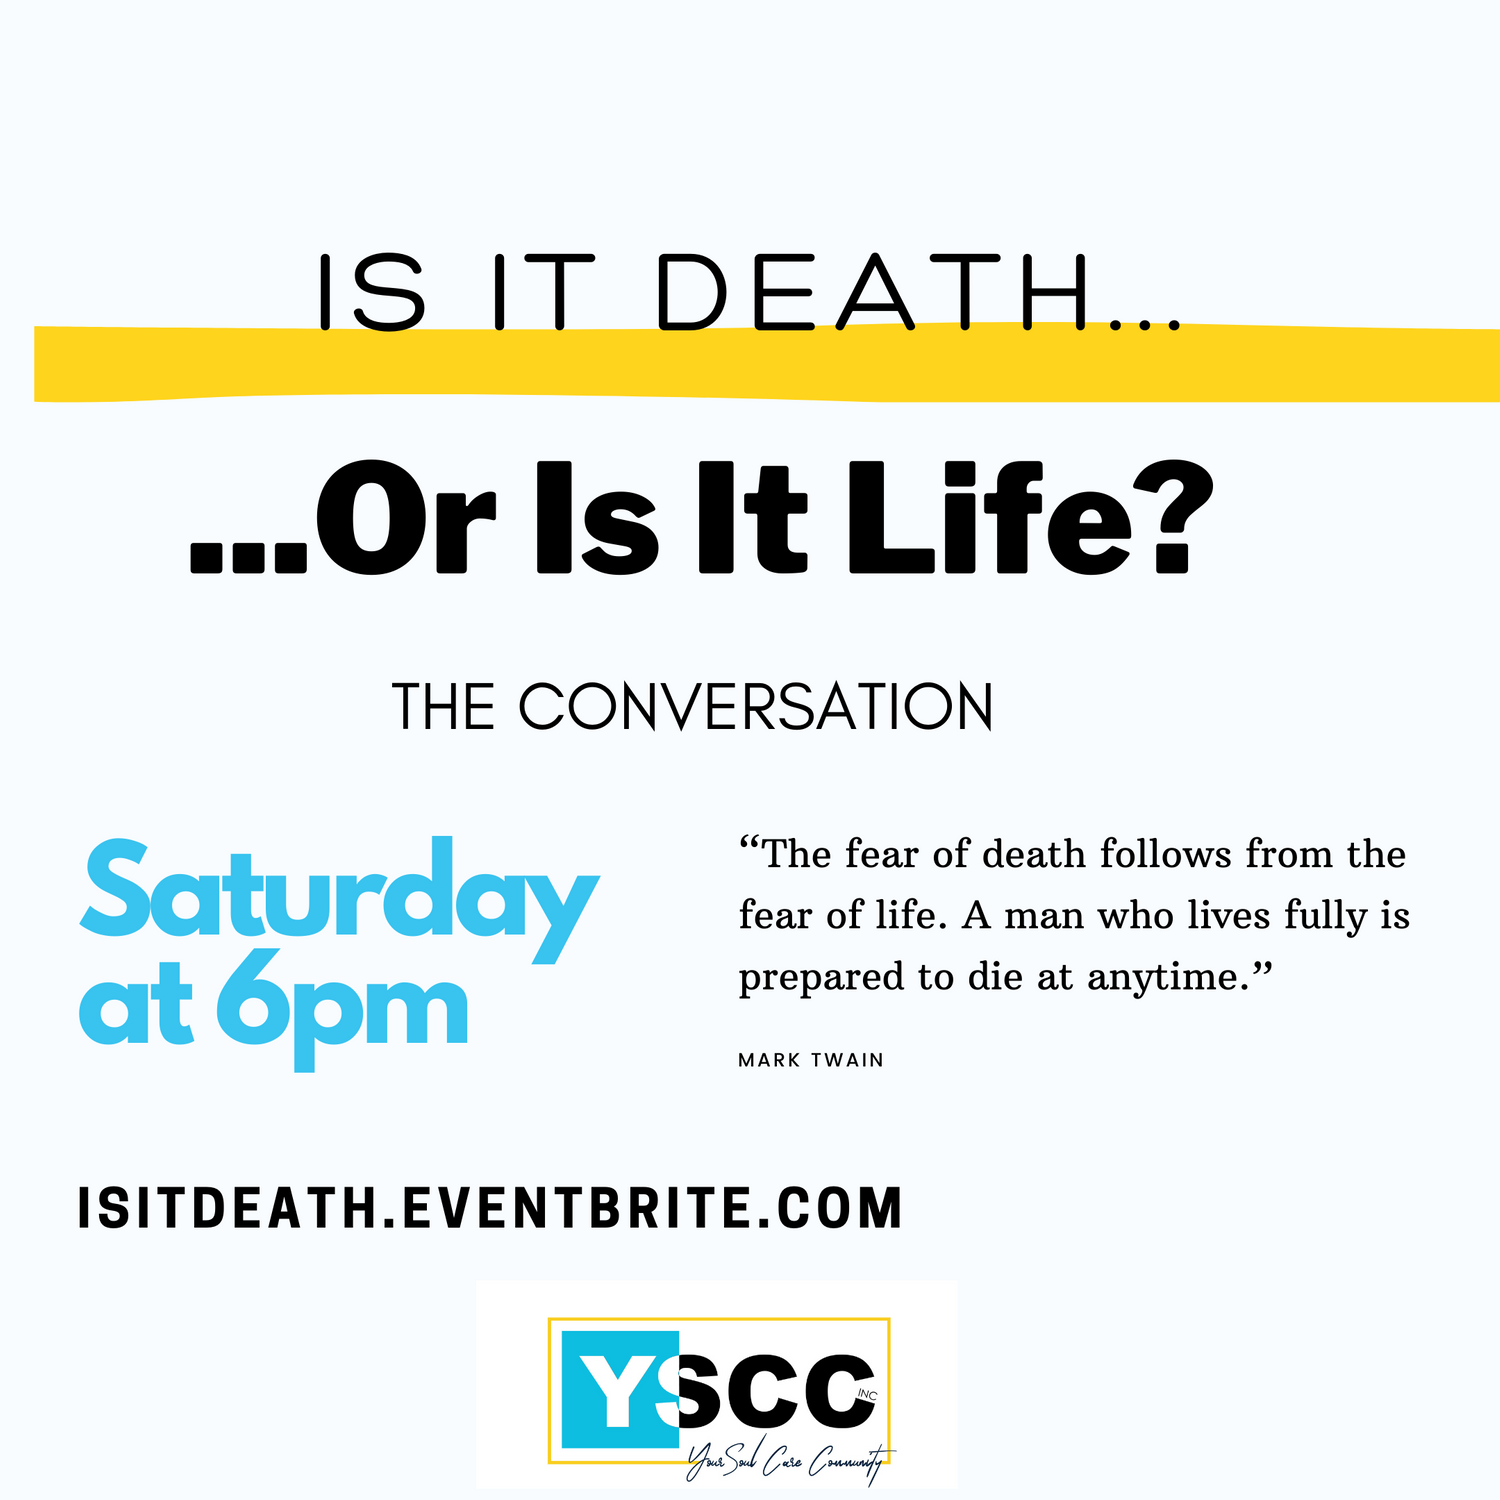 IS IT DEATH...
...Or Is It Life?
THE CONVERSATION
Saturday
at 6pm
“The fear of death follows from the
fear of life. A man who lives fully is
prepared to die at anytime.”
MARK TWAIN
ISITDEATH.EVENTBRITE.COM
YSCC
INC
Your Soul Care Community